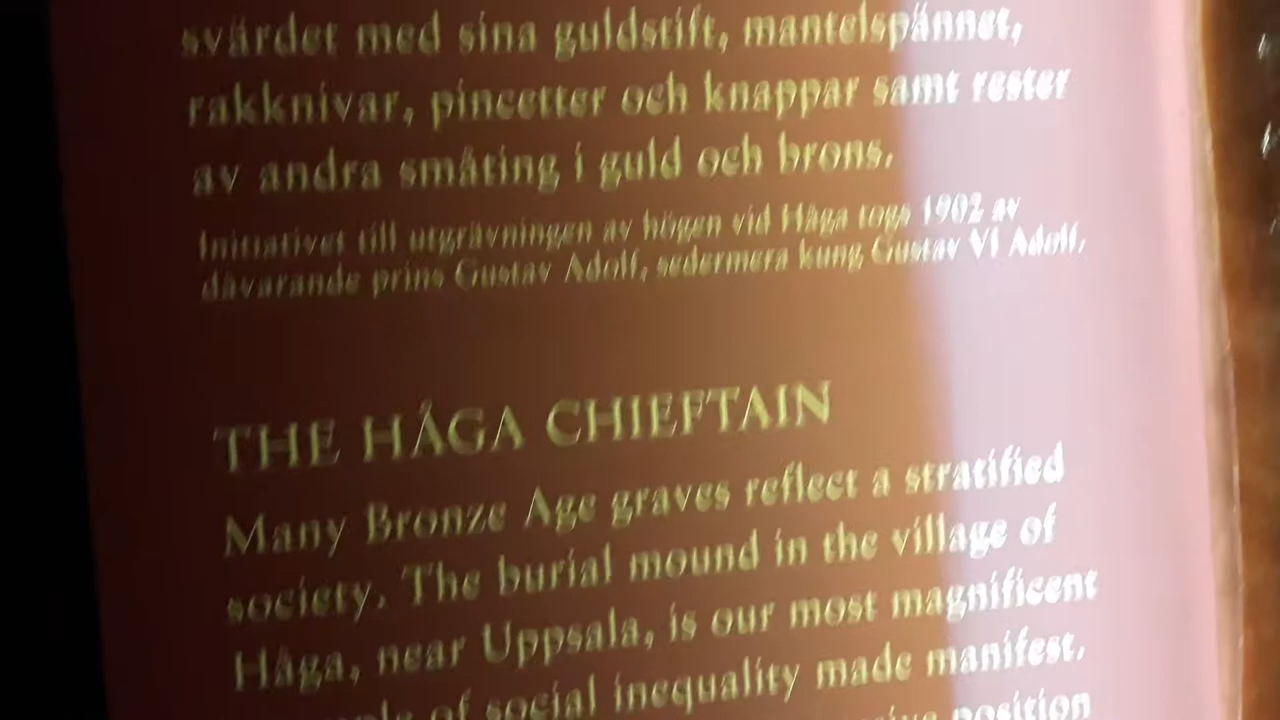 svärdet med sina guldstift, mantelspännet,
rakknivar, pincetter och knappar samt rester
av andra småting i guld och brons.
Initiativet till utgrävningen av högen vid Håga togs 1902 av
dåvarande prins Gustav Adolf, sedermera kung Gustav VI Adolf.
THE HÅGA CHIEFTAIN
Many Bronze Age graves reflect a stratified
society. The burial mound in the village of
Håga, near Uppsala, is our most magnificent
of social inequality made manifest.
position